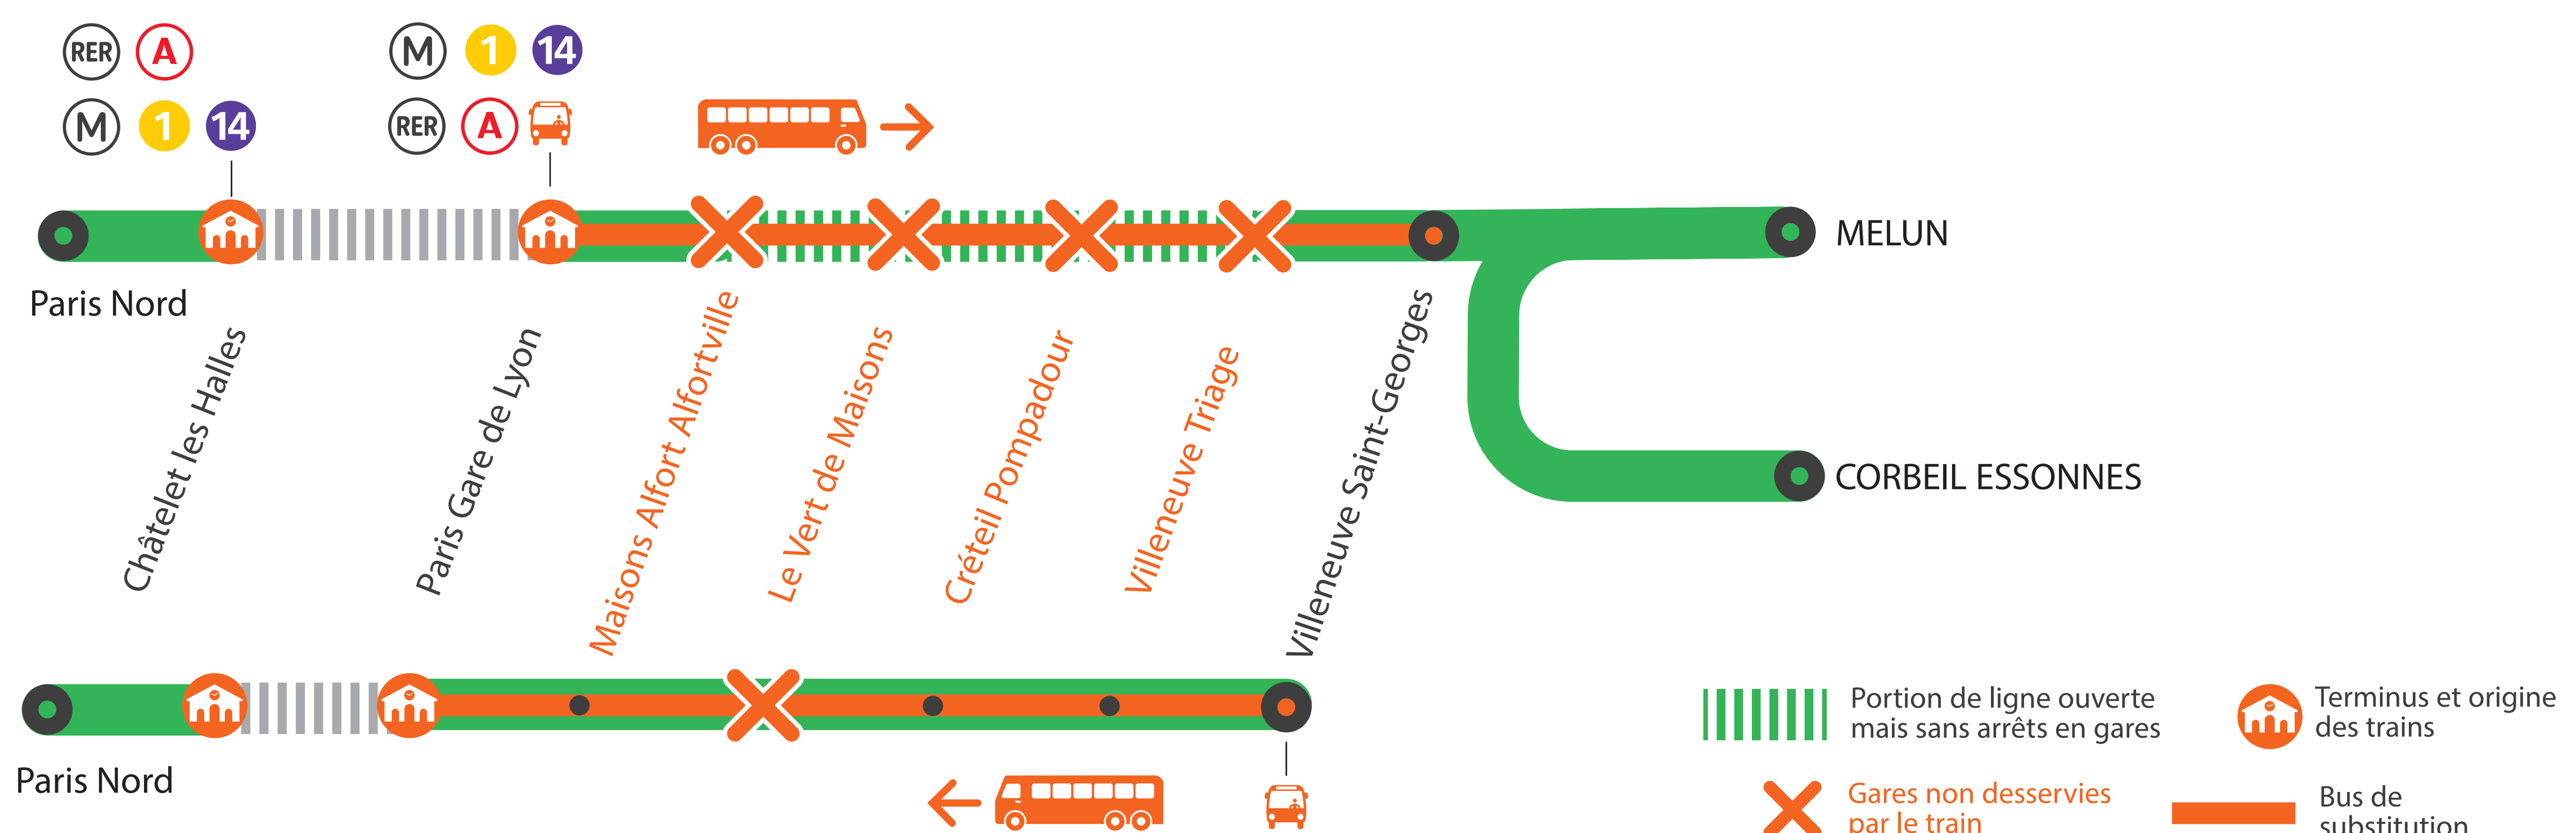 RER A
M 1 14
M 1 14
RER A
MELUN
Paris Nord
Châtelet les Halles
Paris Gare de Lyon
Maisons Alfort Alfortville
Le Vert de Maisons
Créteil Pompadour
Villeneuve Triage
Villeneuve Saint-Georges
CORBEIL ESSONNES
Paris Nord
Portion de ligne ouverte
mais sans arrêts en gares
Terminus et origine
des trains
Gares non desservies
par le train
Bus de
substitution